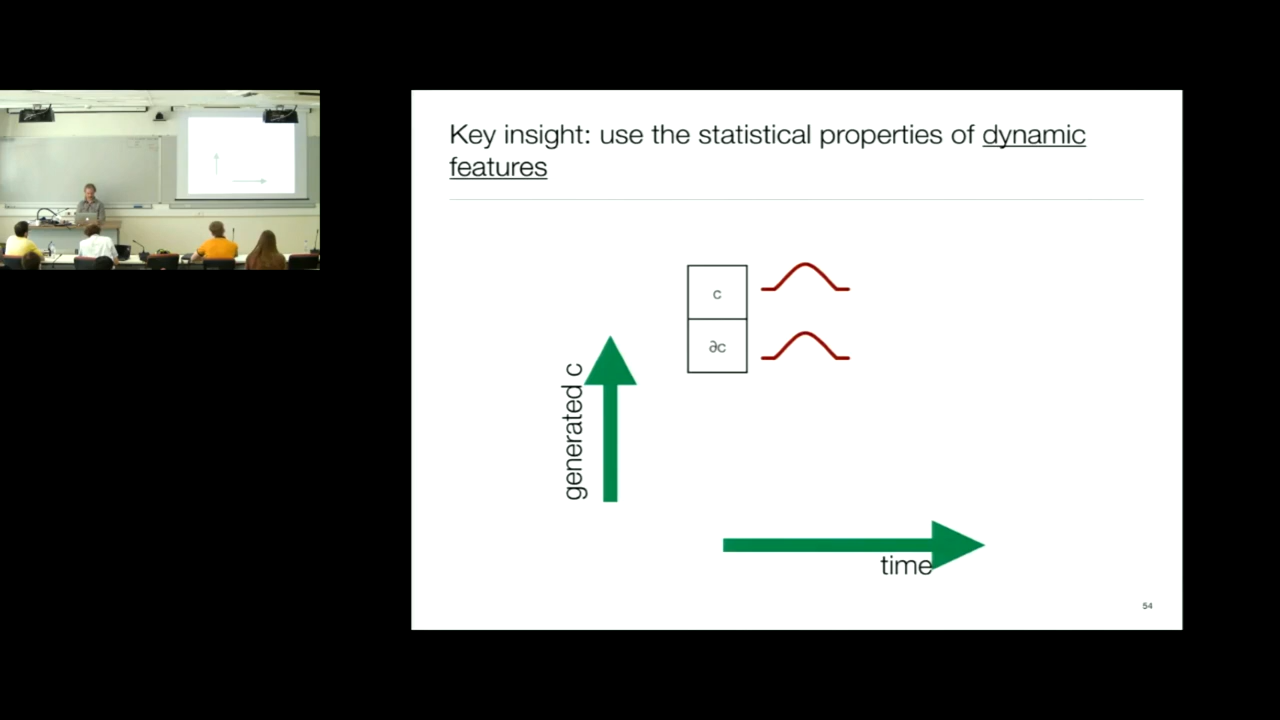 Key insight: use the statistical properties of dynamic
features
c
∂c
generated c
time
54